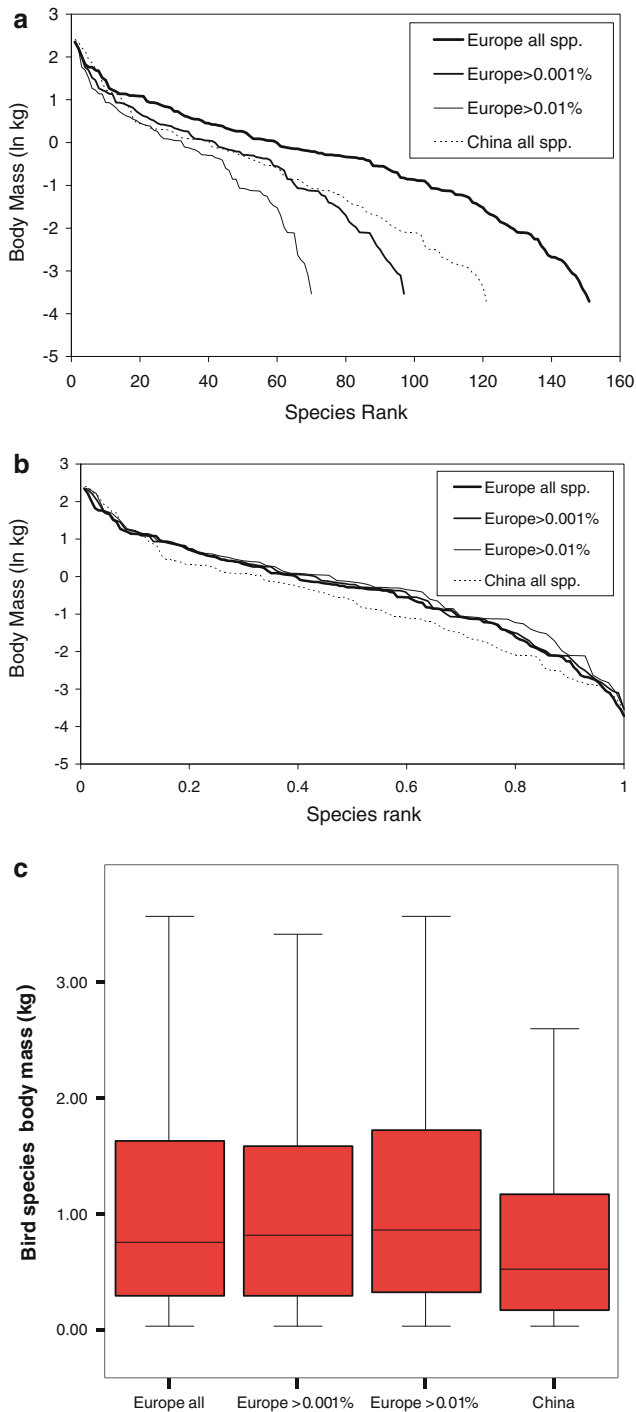 a
3
2
1
0
-1
-2
-3
-4
-5
Body Mass (ln kg)
Europe all spp.
Europe>0.001%
Europe>0.01%
China all spp.
0 20 40 60 80 100 120 140 160
Species Rank
b
3
2
1
0
-1
-2
-3
-4
-5
Body Mass (ln kg)
Europe all spp.
Europe>0.001%
Europe>0.01%
China all spp.
0 0.2 0.4 0.6 0.8 1
Species rank
c
Bird species body mass (kg)
3.00
2.00
1.00
0.00
Europe all Europe >0.001% Europe >0.01% China